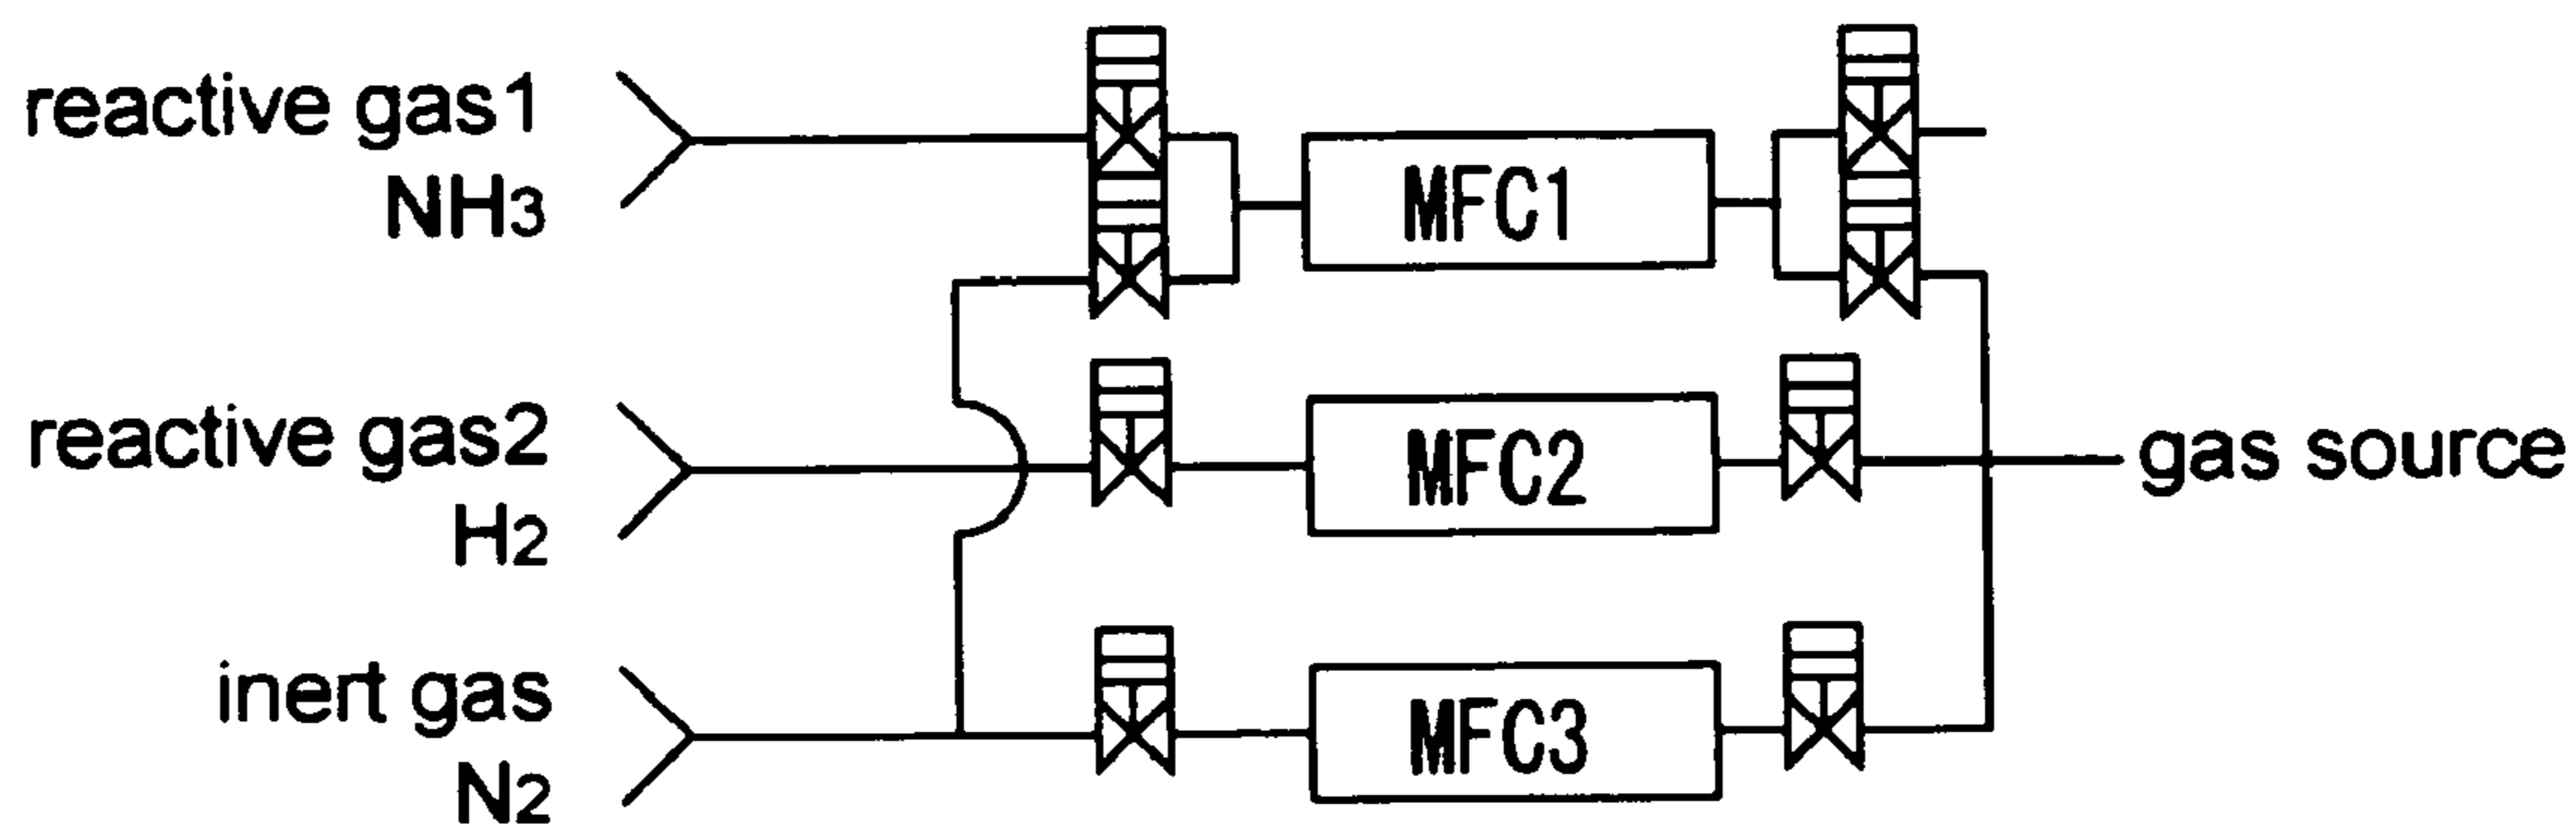 reactive gas1
NH3
MFC1
reactive gas2
H2
MFC2
gas source
inert gas
N2
MFC3